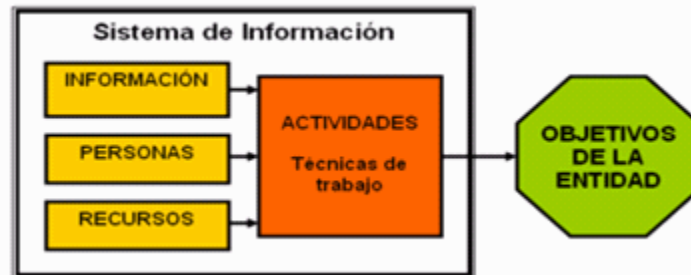 Sistema de Información
INFORMACIÓN
PERSONAS
RECURSOS
ACTIVIDADES
Técnicas de
trabajo
OBJETIVOS
DE LA
ENTIDAD